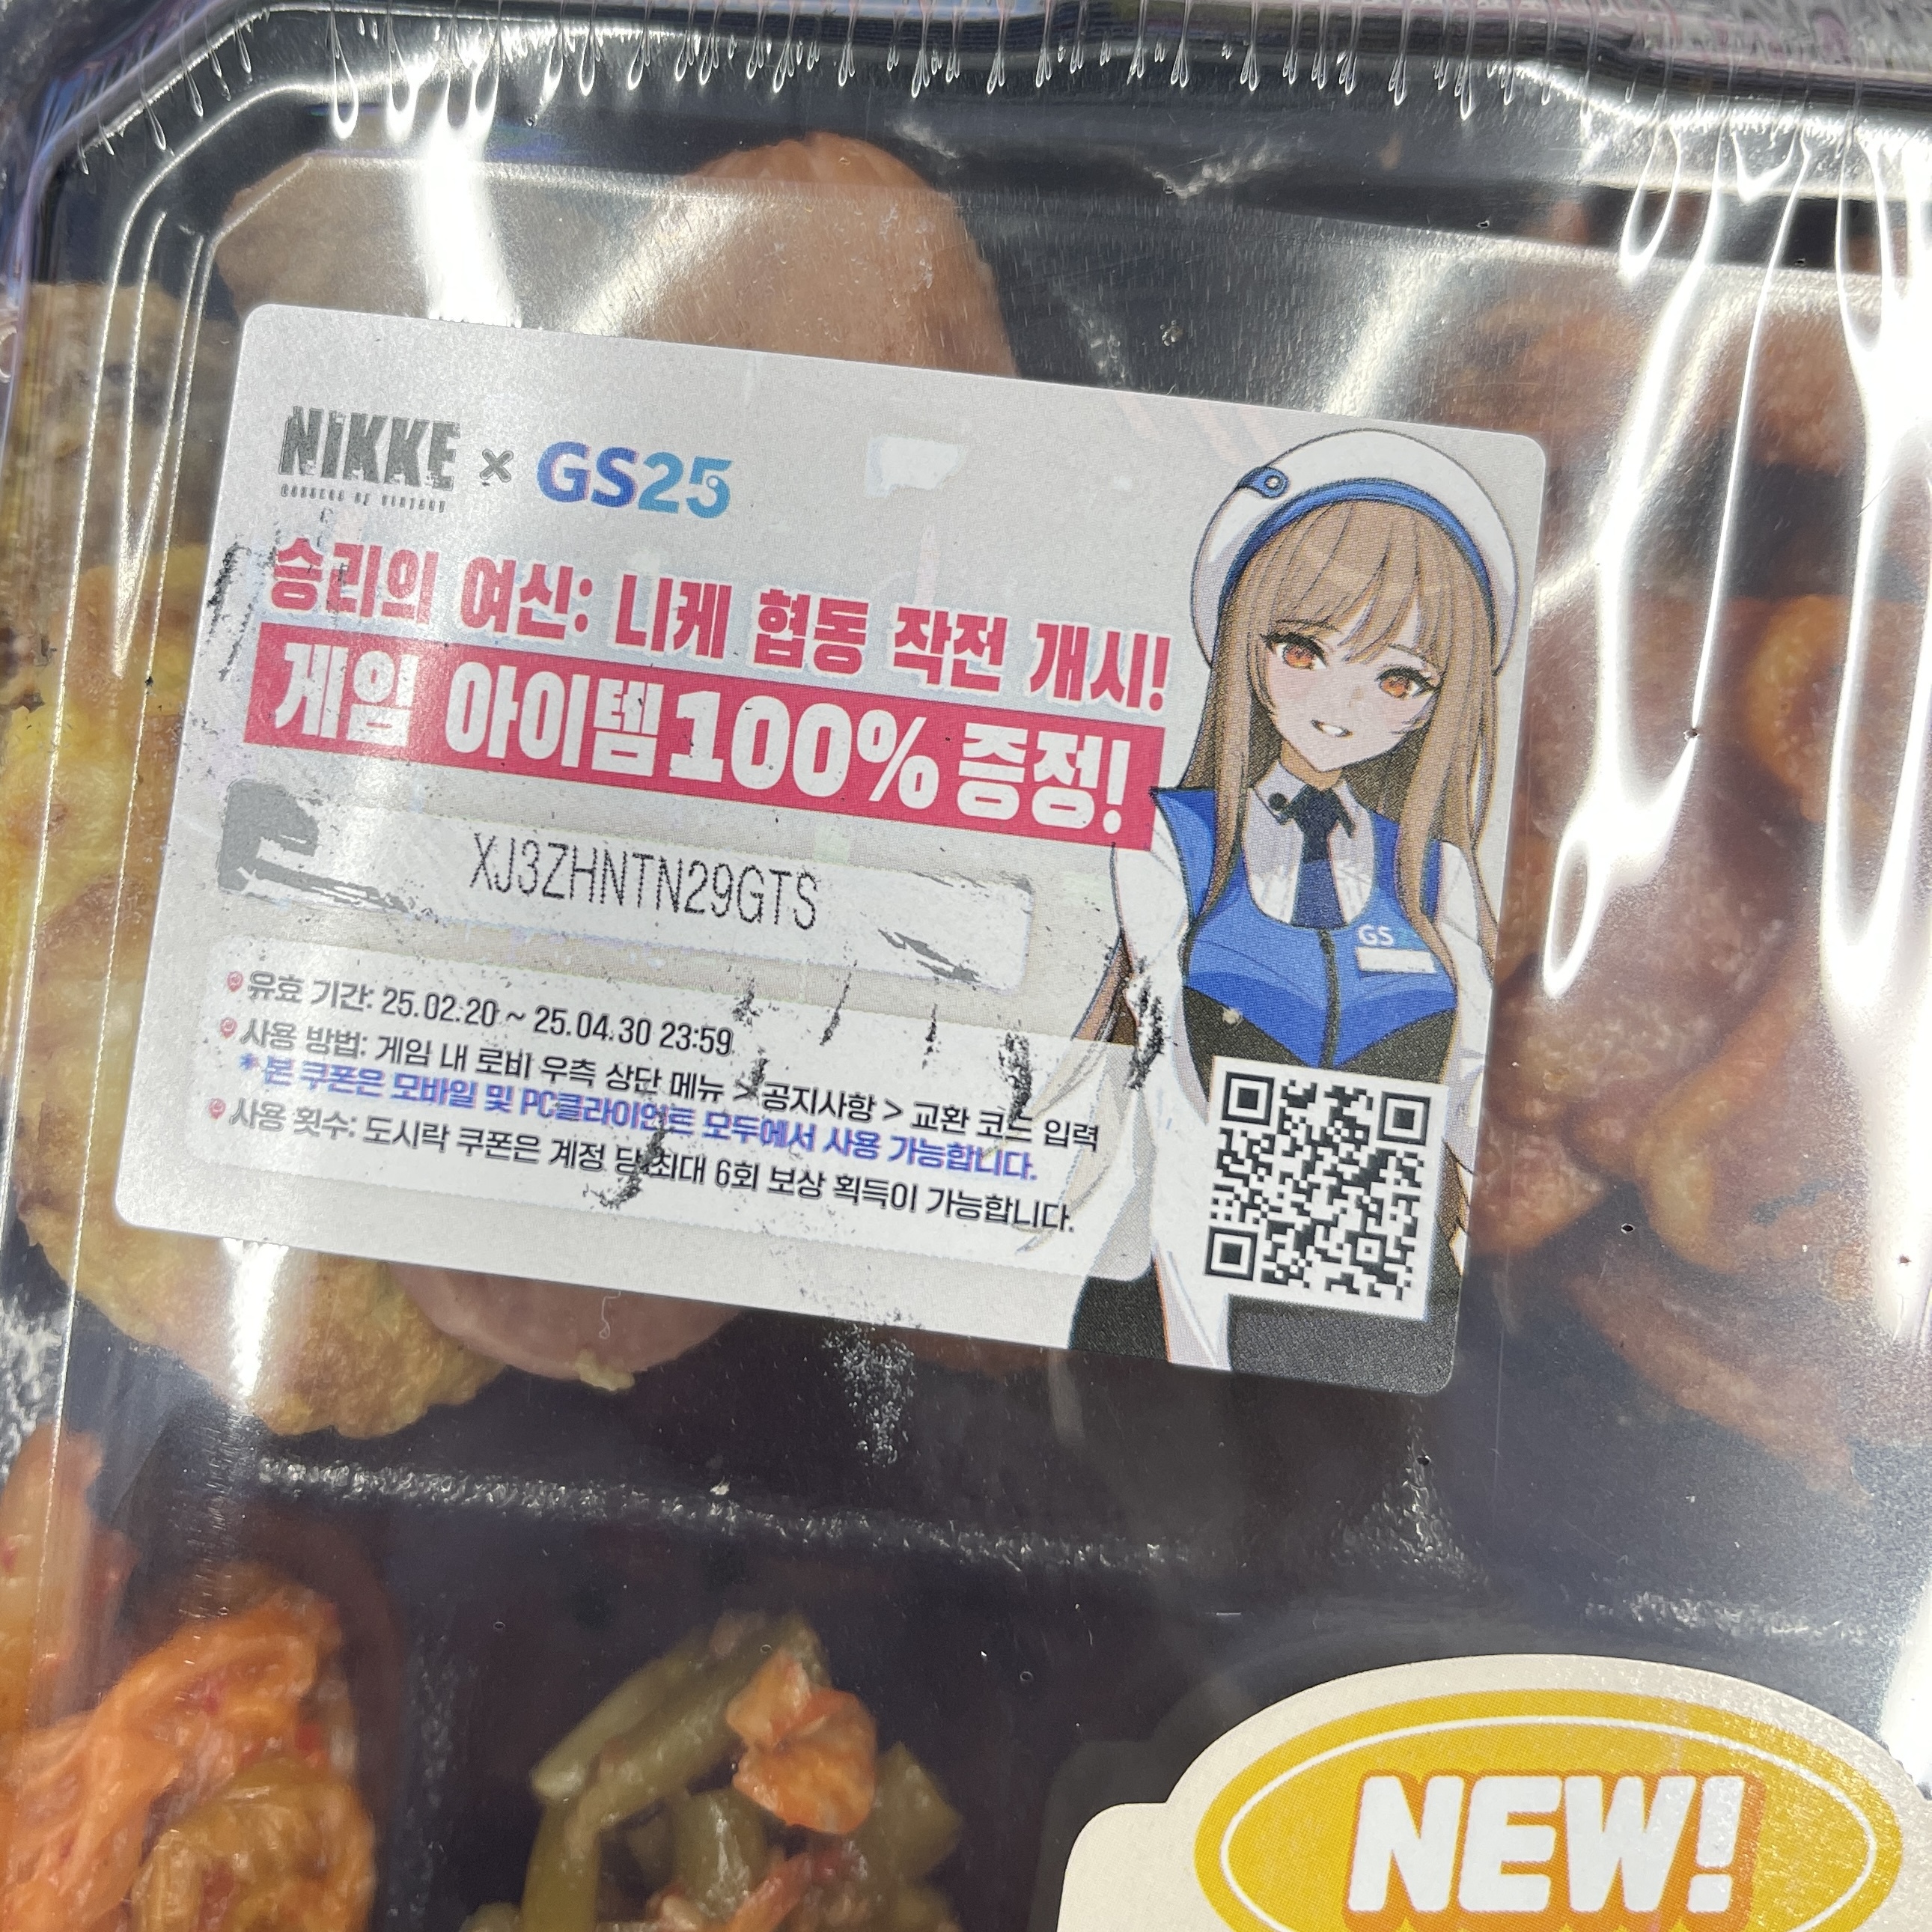 NIKKE × GS25
승리의 여신: 니케 협동 작전 개시!
게임 아이템100% 증정!
XJ3ZHNTN29GTS
유효 기간: 25.02.20 ~ 25.04.30 23:59
사용 방법: 게임 내 로비 우측 상단 메뉴 > 공지사항 > 교환 코드 입력
* 본 쿠폰은 모바일 및 PC클라이언트 모두에서 사용 가능합니다.
사용 횟수: 도시락 쿠폰은 계정 당 최대 6회 보상 획득이 가능합니다.
GS
NEW!